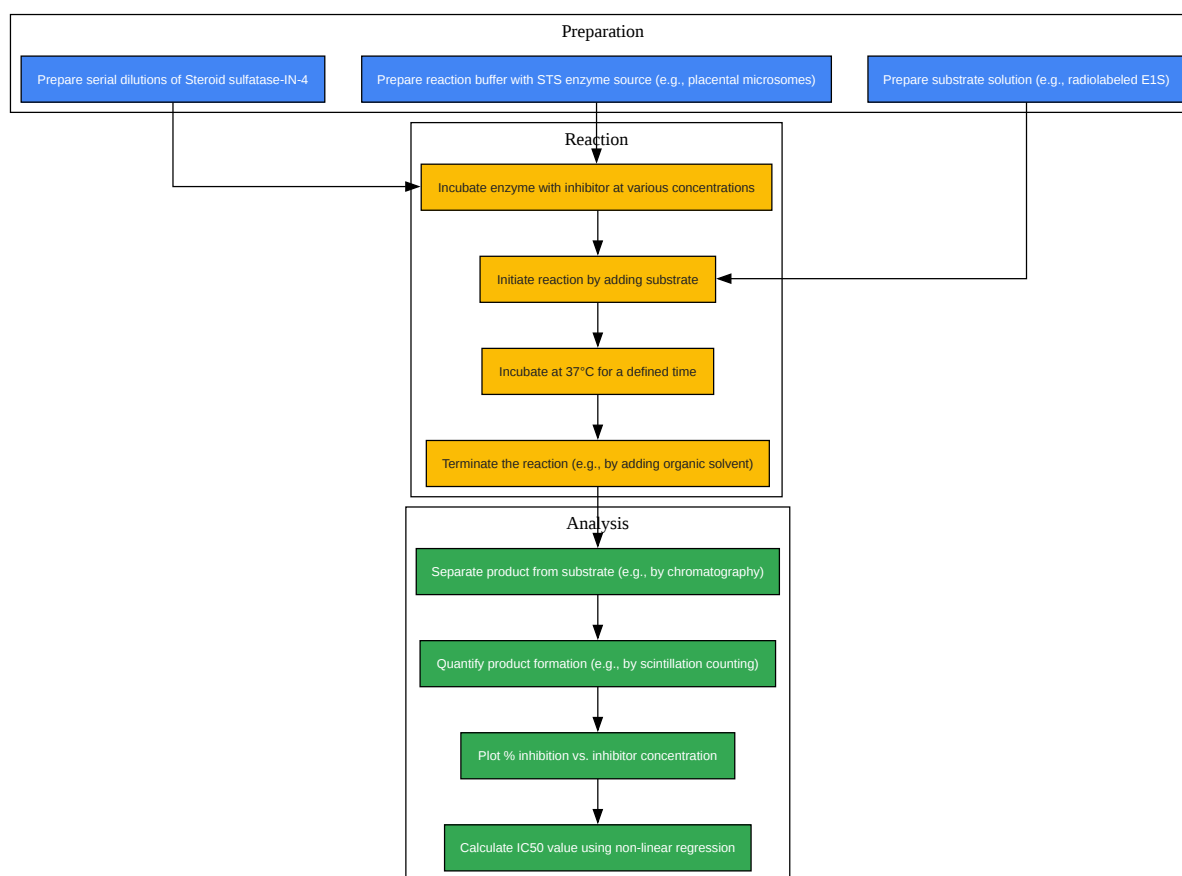 Preparation
Prepare serial dilutions of Steroid sulfatase-IN-4
Prepare reaction buffer with STS enzyme source (e.g., placental microsomes)
Prepare substrate solution (e.g., radiolabeled E1S)
Reaction
Incubate enzyme with inhibitor at various concentrations
Initiate reaction by adding substrate
Incubate at 37°C for a defined time
Terminate the reaction (e.g., by adding organic solvent)
Analysis
Separate product from substrate (e.g., by chromatography)
Quantify product formation (e.g., by scintillation counting)
Plot % inhibition vs. inhibitor concentration
Calculate IC50 value using non-linear regression